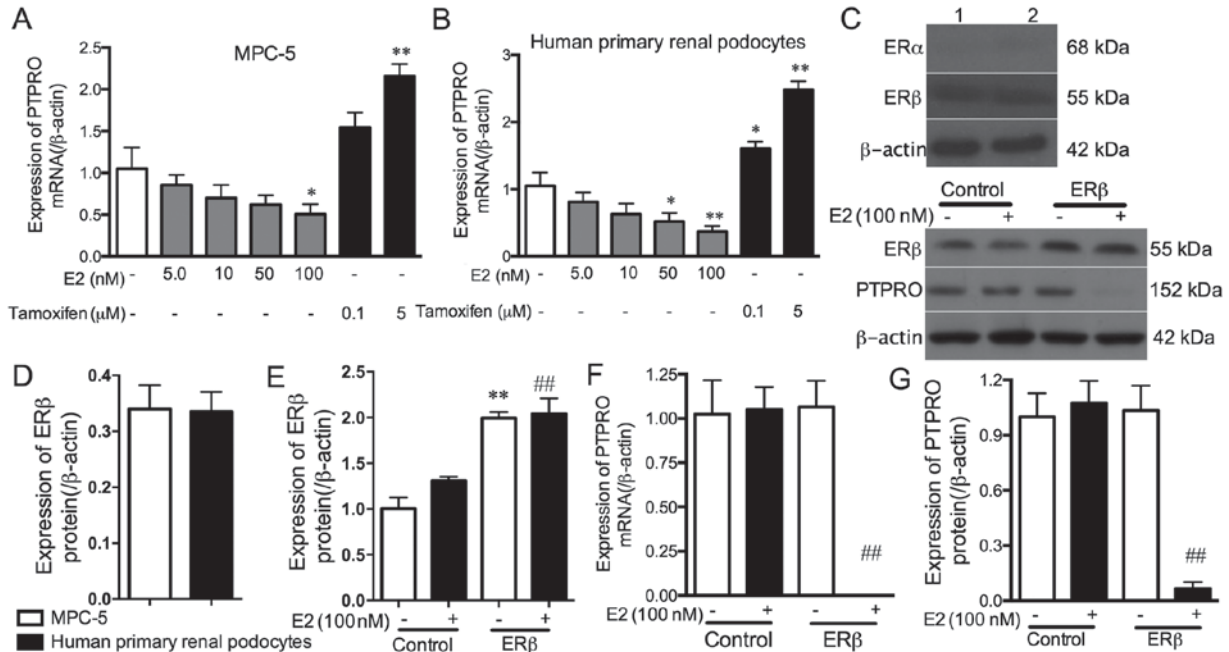 A
MPC-5
Expression of PTPRO
mRNA(/β-actin)
2.5
2.0
1.5
1.0
0.5
0.0
*
**
E2 (nM) - 5.0 10 50 100 - -
Tamoxifen (μM) - - - - - 0.1 5
B
Human primary renal podocytes
Expression of PTPRO
mRNA(/β-actin)
3
2
1
0
*
**
*
**
E2 (nM) - 5.0 10 50 100 - -
Tamoxifen (μM) - - - - - 0.1 5
C
1 2
ERα 68 kDa
ERβ 55 kDa
β-actin 42 kDa
Control ERβ
E2 (100 nM) - + - +
ERβ 55 kDa
PTPRO 152 kDa
β-actin 42 kDa
D
Expression of ERβ
protein(/β-actin)
0.4
0.3
0.2
0.1
0.0
MPC-5
Human primary renal podocytes
E
Expression of ERβ
protein(/β-actin)
2.5
2.0
1.5
1.0
0.5
0.0
**
##
E2 (100 nM) - + - +
Control ERβ
F
Expression of PTPRO
mRNA(/β-actin)
1.25
1.00
0.75
0.50
0.25
0.00
##
E2 (100 nM) - + - +
Control ERβ
G
Expression of PTPRO
protein(/β-actin)
1.2
0.9
0.6
0.3
0.0
##
E2 (100 nM) - + - +
Control ERβ